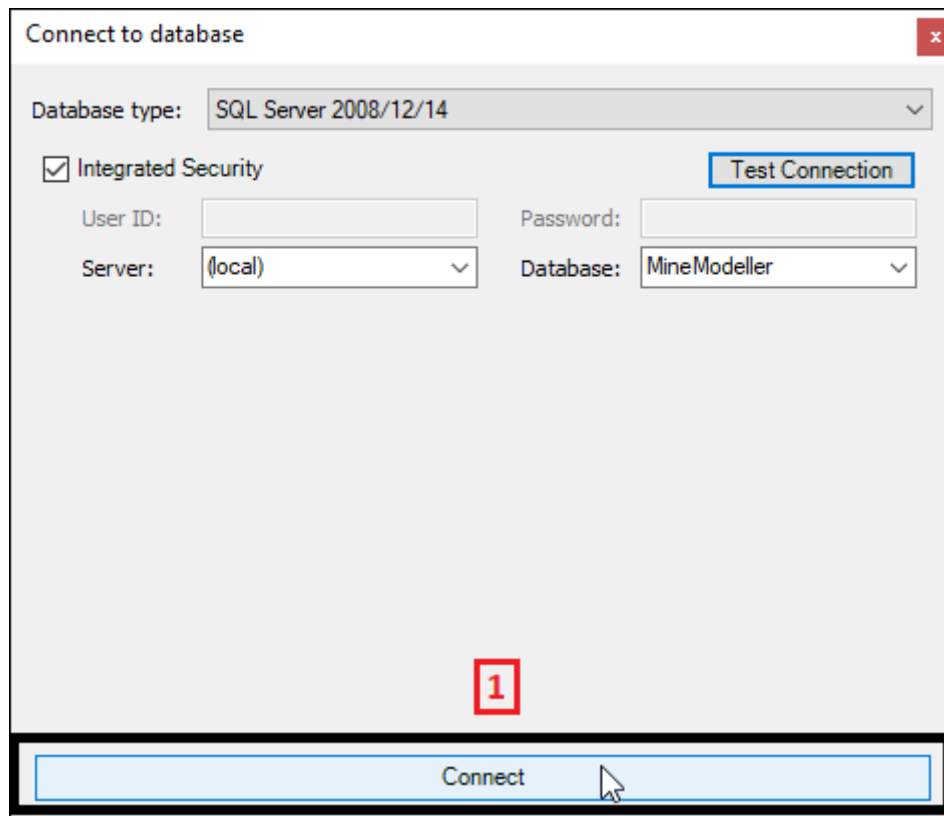 Connect to database
x
Database type: SQL Server 2008/12/14
Integrated Security Test Connection
User ID: Password:
Server: (local) Database: MineModeller
1
Connect